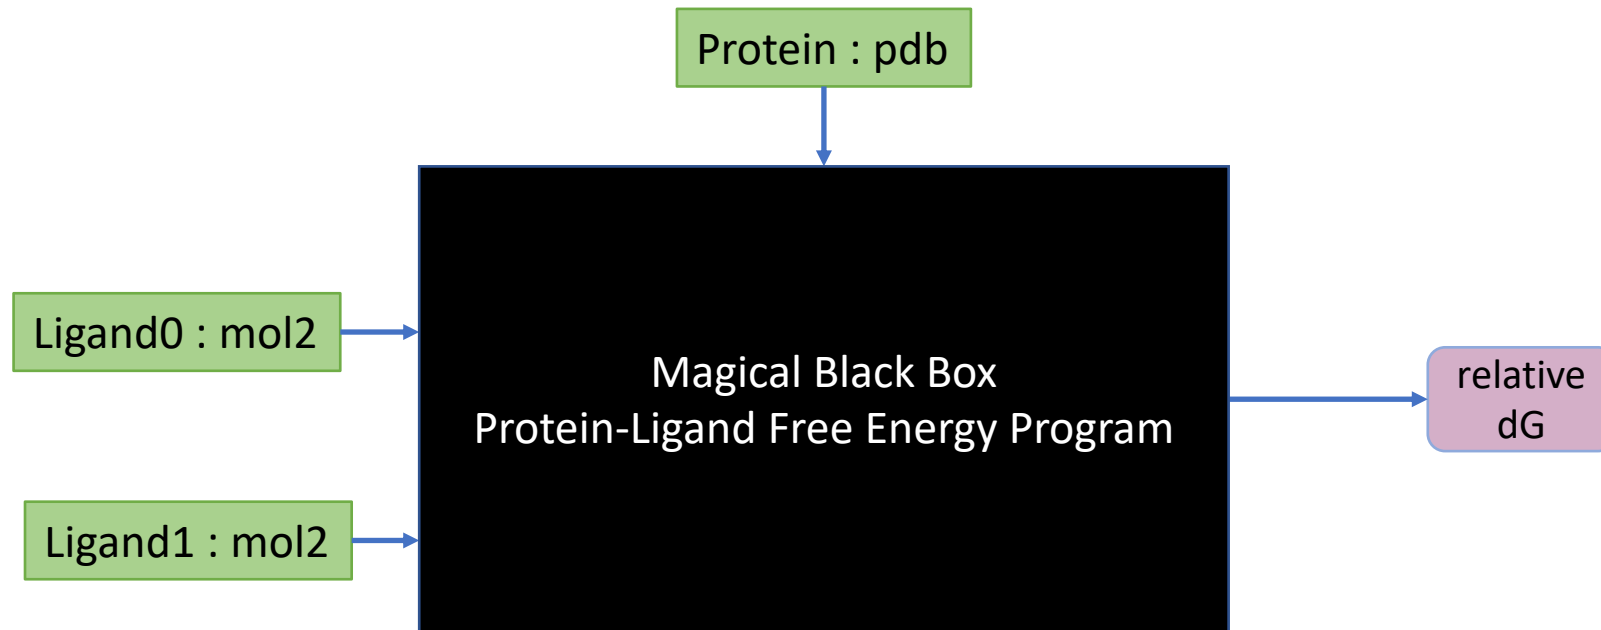 Protein : pdb
Ligand0 : mol2
Magical Black Box
Protein-Ligand Free Energy Program
relative
dG
Ligand1 : mol2